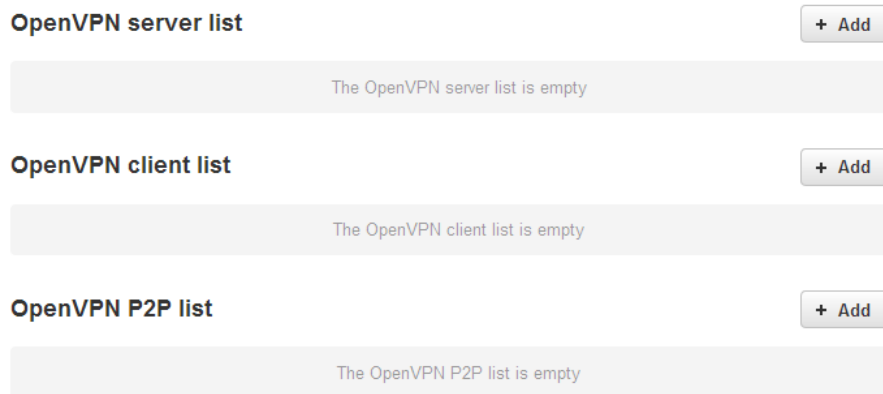 OpenVPN server list
+ Add
The OpenVPN server list is empty
OpenVPN client list
+ Add
The OpenVPN client list is empty
OpenVPN P2P list
+ Add
The OpenVPN P2P list is empty